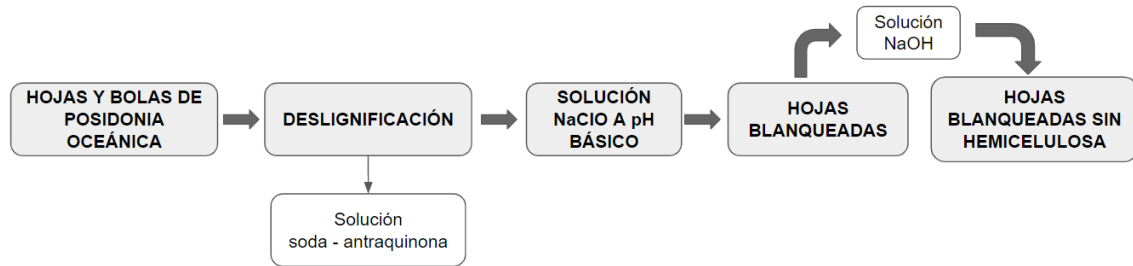 HOJAS Y BOLAS DE
POSIDONIA
OCEÁNICA
DESLIGNIFICACIÓN
Solución
soda - antraquinona
SOLUCIÓN
NaClO A pH
BÁSICO
HOJAS
BLANQUEADAS
Solución
NaOH
HOJAS
BLANQUEADAS SIN
HEMICELULOSA